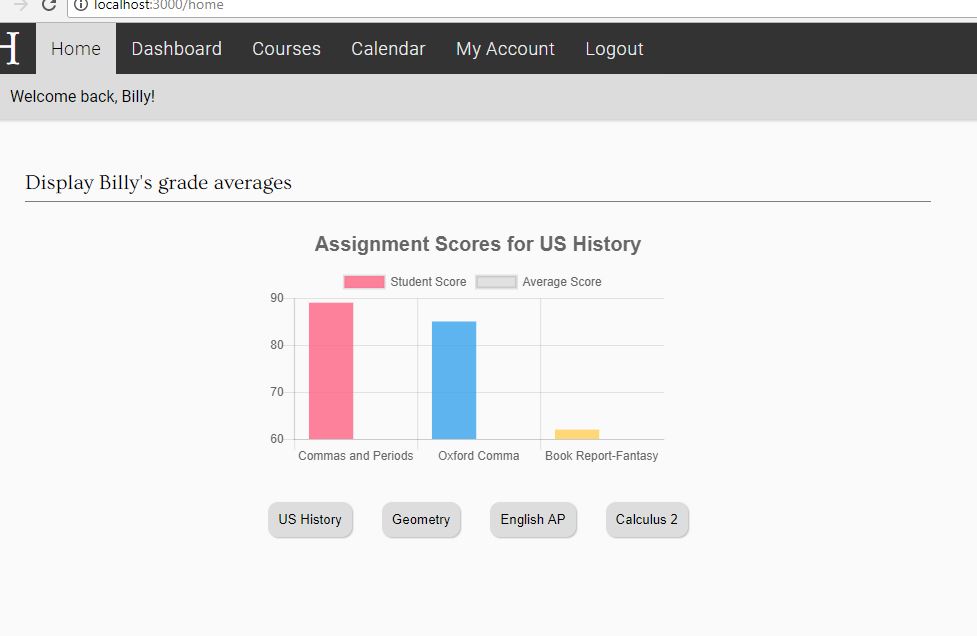 localhost:3000/home
H Home Dashboard Courses Calendar My Account Logout
Welcome back, Billy!
Display Billy's grade averages
Assignment Scores for US History
Student Score Average Score
90
80
70
60
Commas and Periods Oxford Comma Book Report-Fantasy
US History Geometry English AP Calculus 2